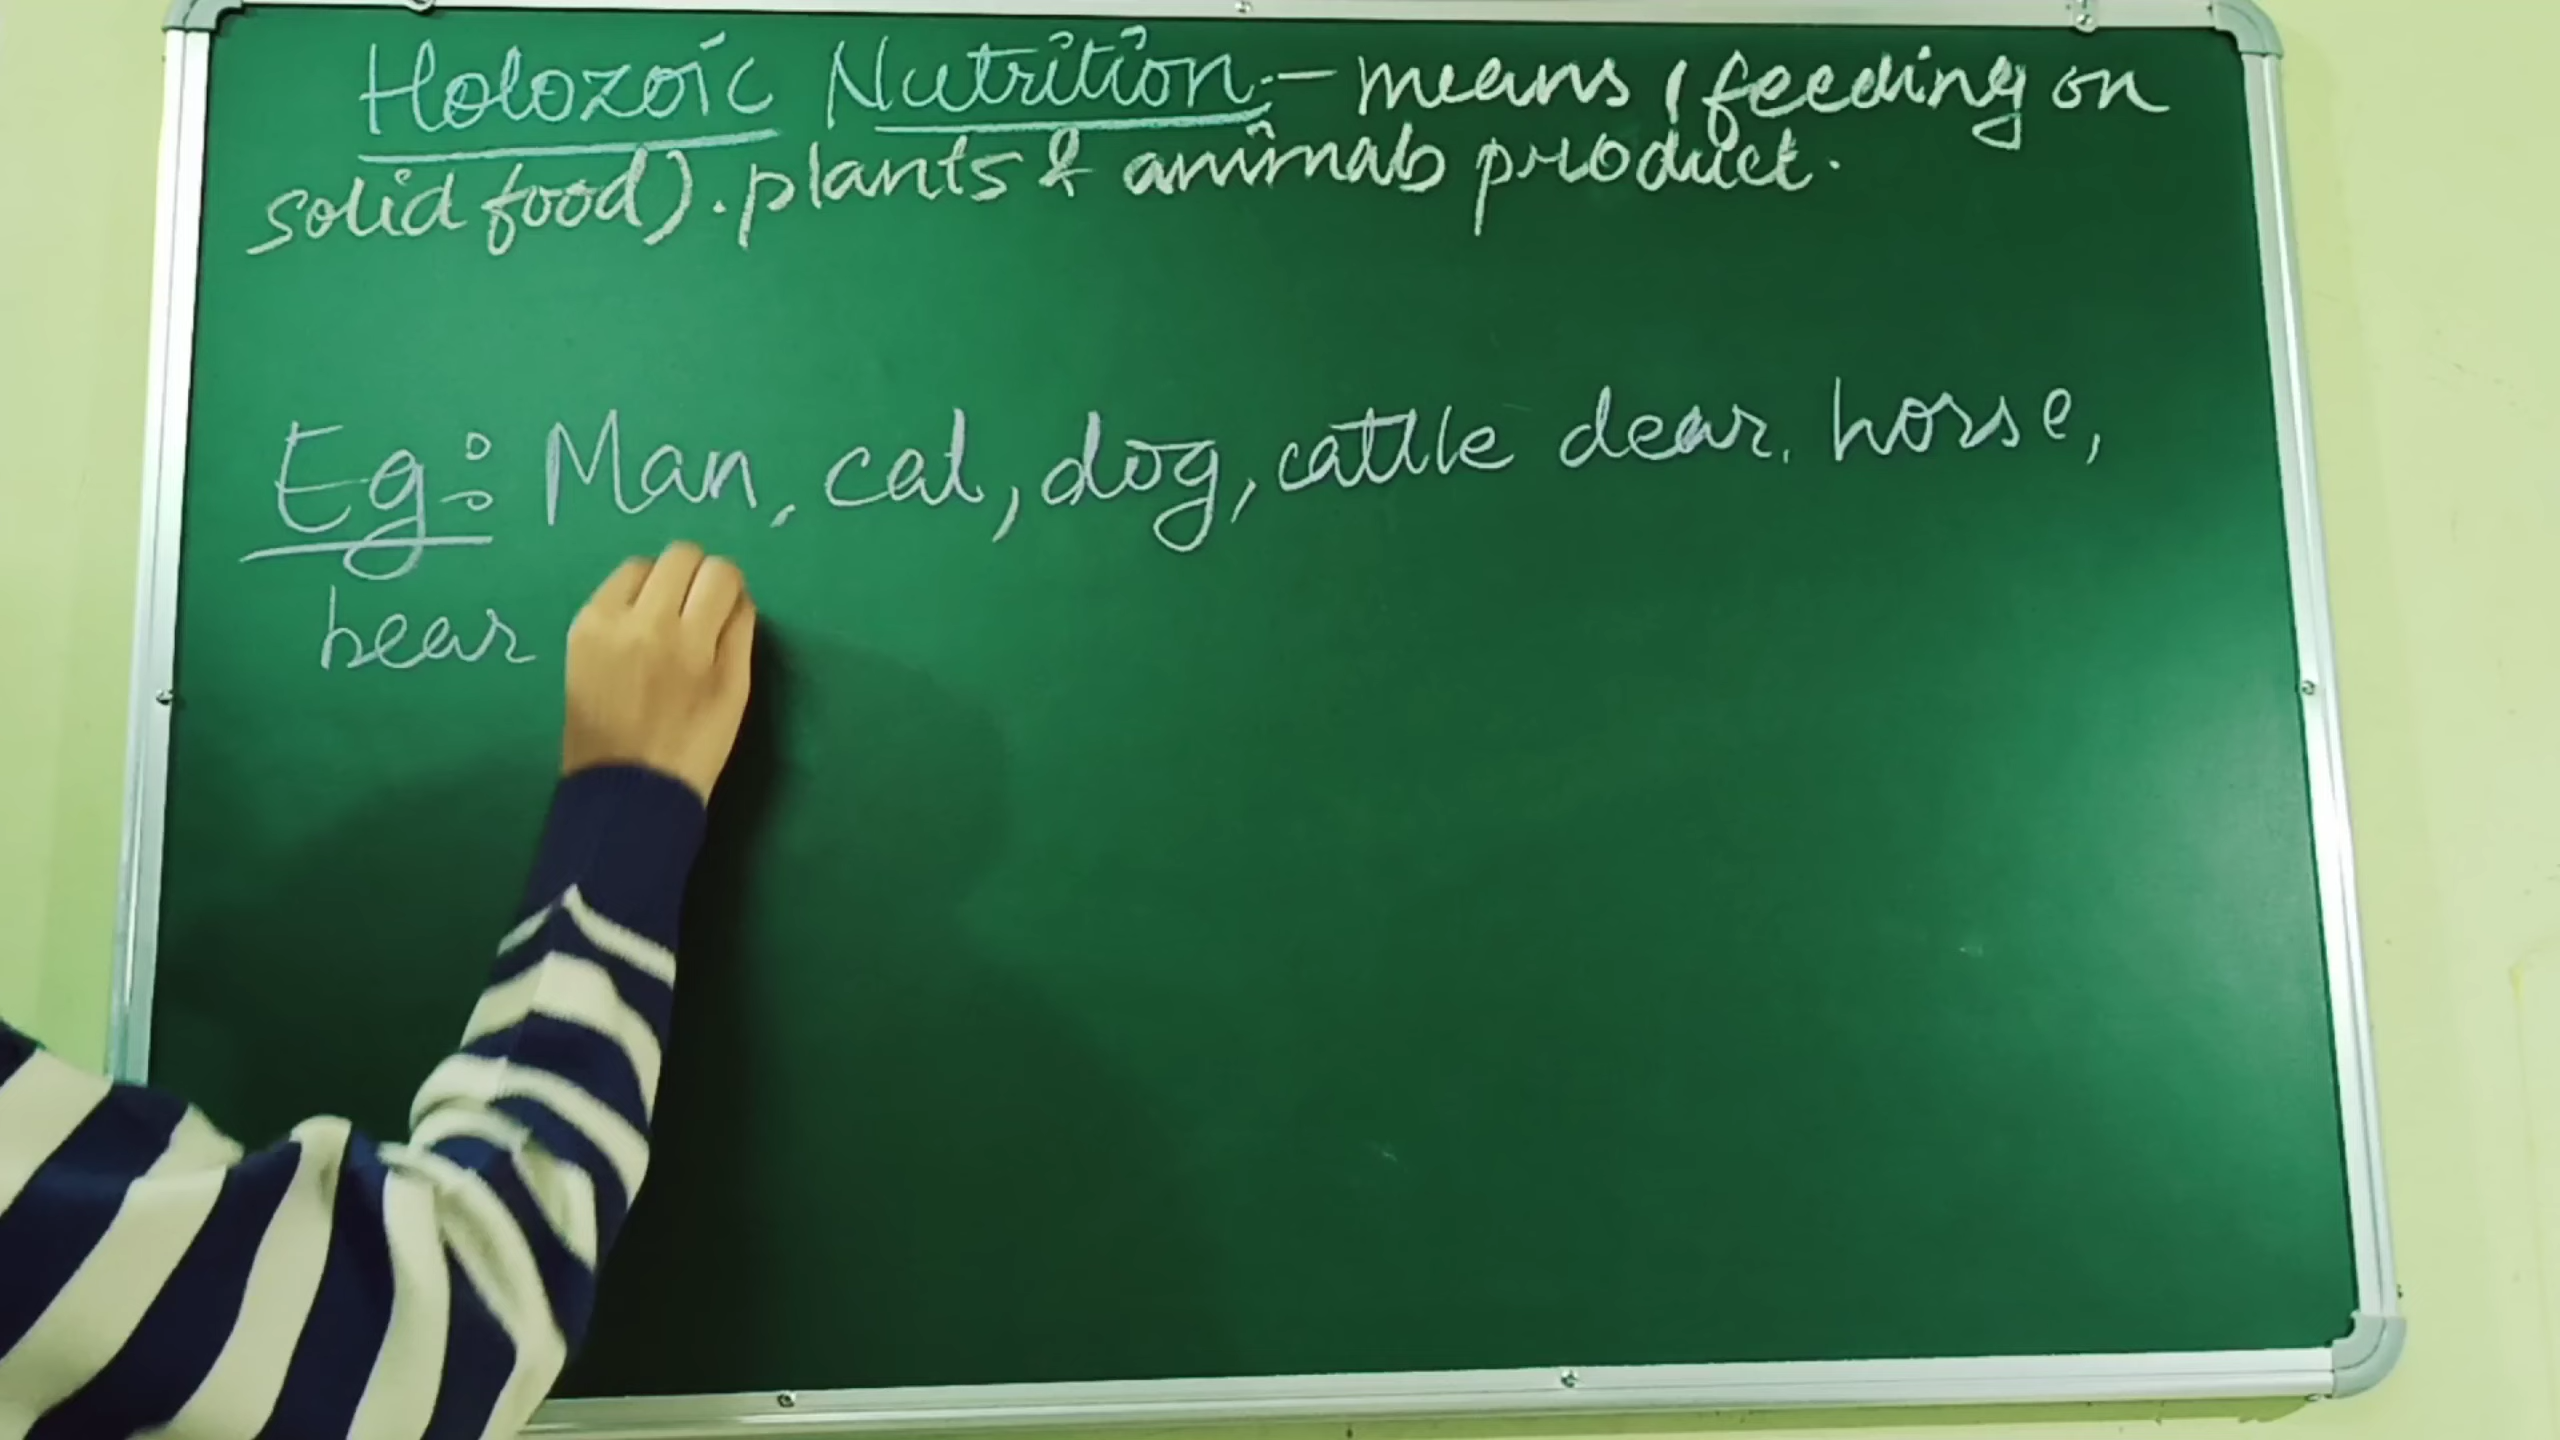 Holozoic Nutrition:- means (feeding on
solid food). plants & animals product.
Eg:- Man, cat, dog, cattle dear, horse,
bear